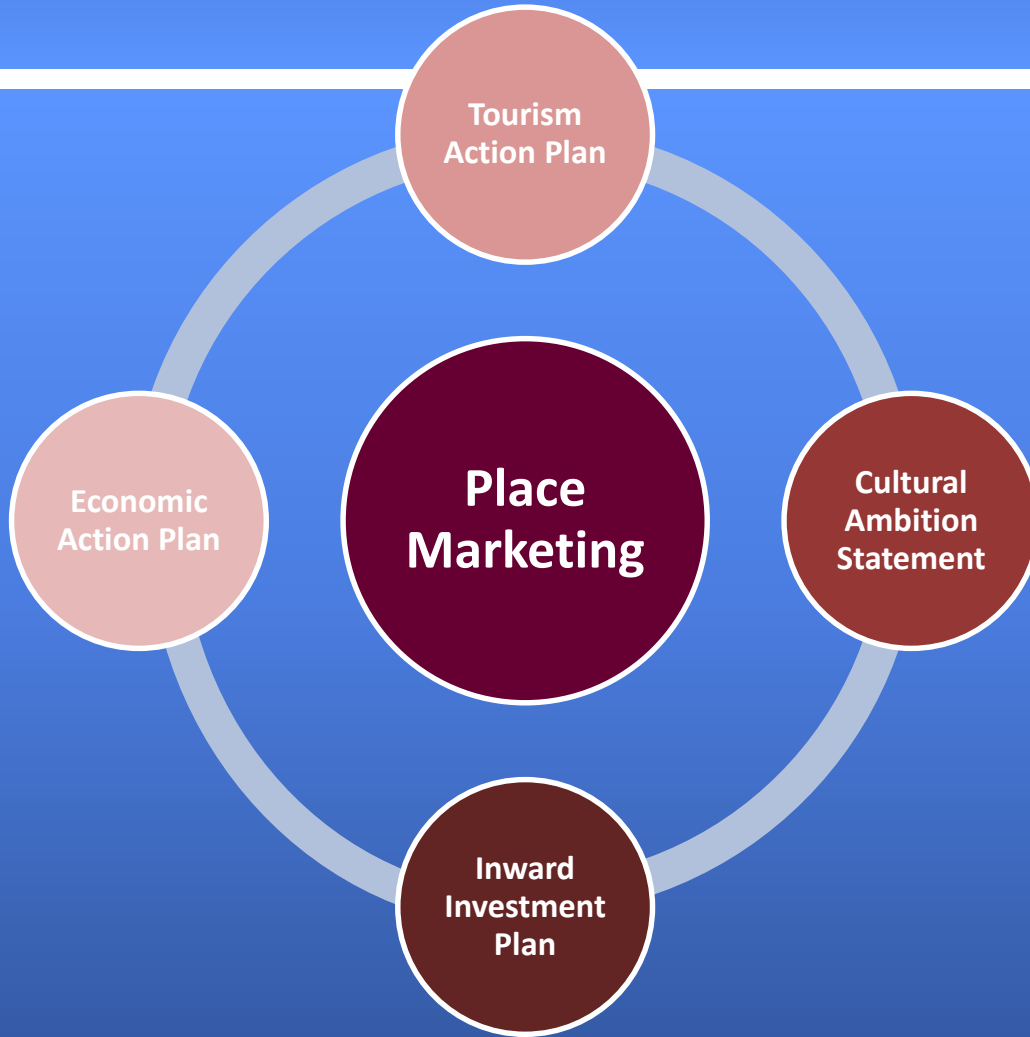 Tourism
Action Plan
Economic
Action Plan
Place
Marketing
Cultural
Ambition
Statement
Inward
Investment
Plan